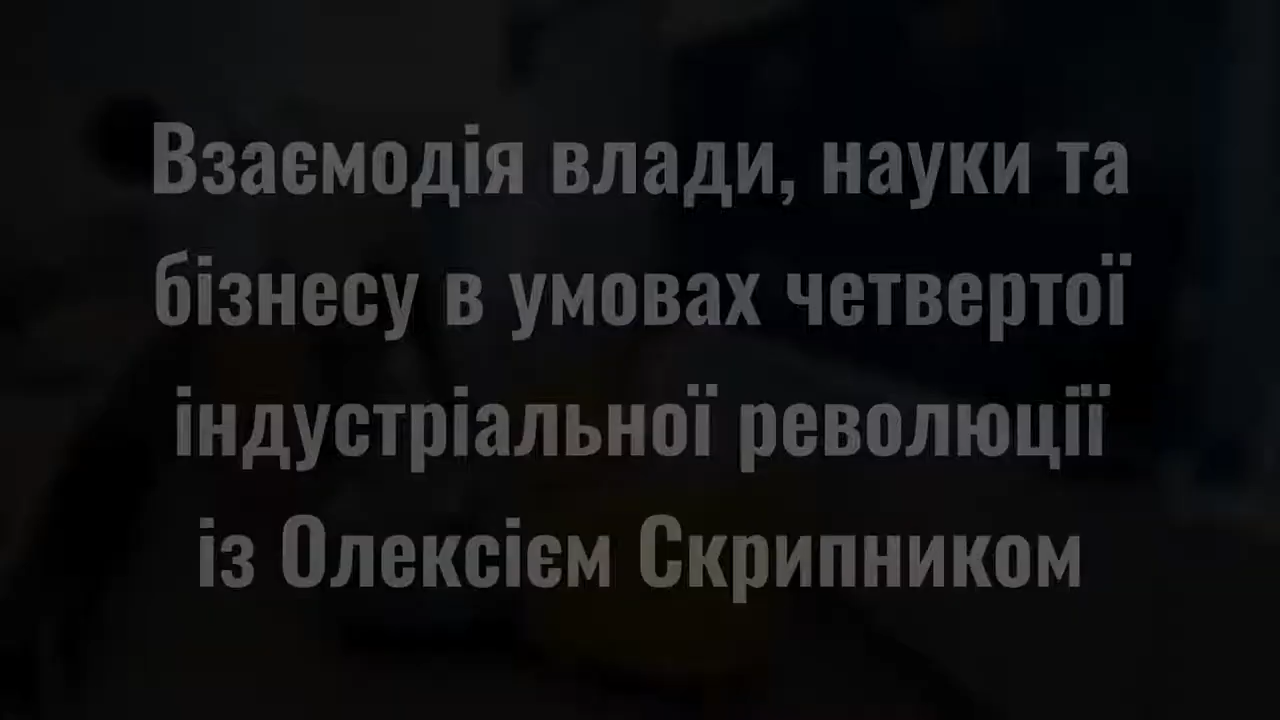 Взаємодія влади, науки та
бізнесу в умовах четвертої
індустріальної революції
із Олексієм Скрипником